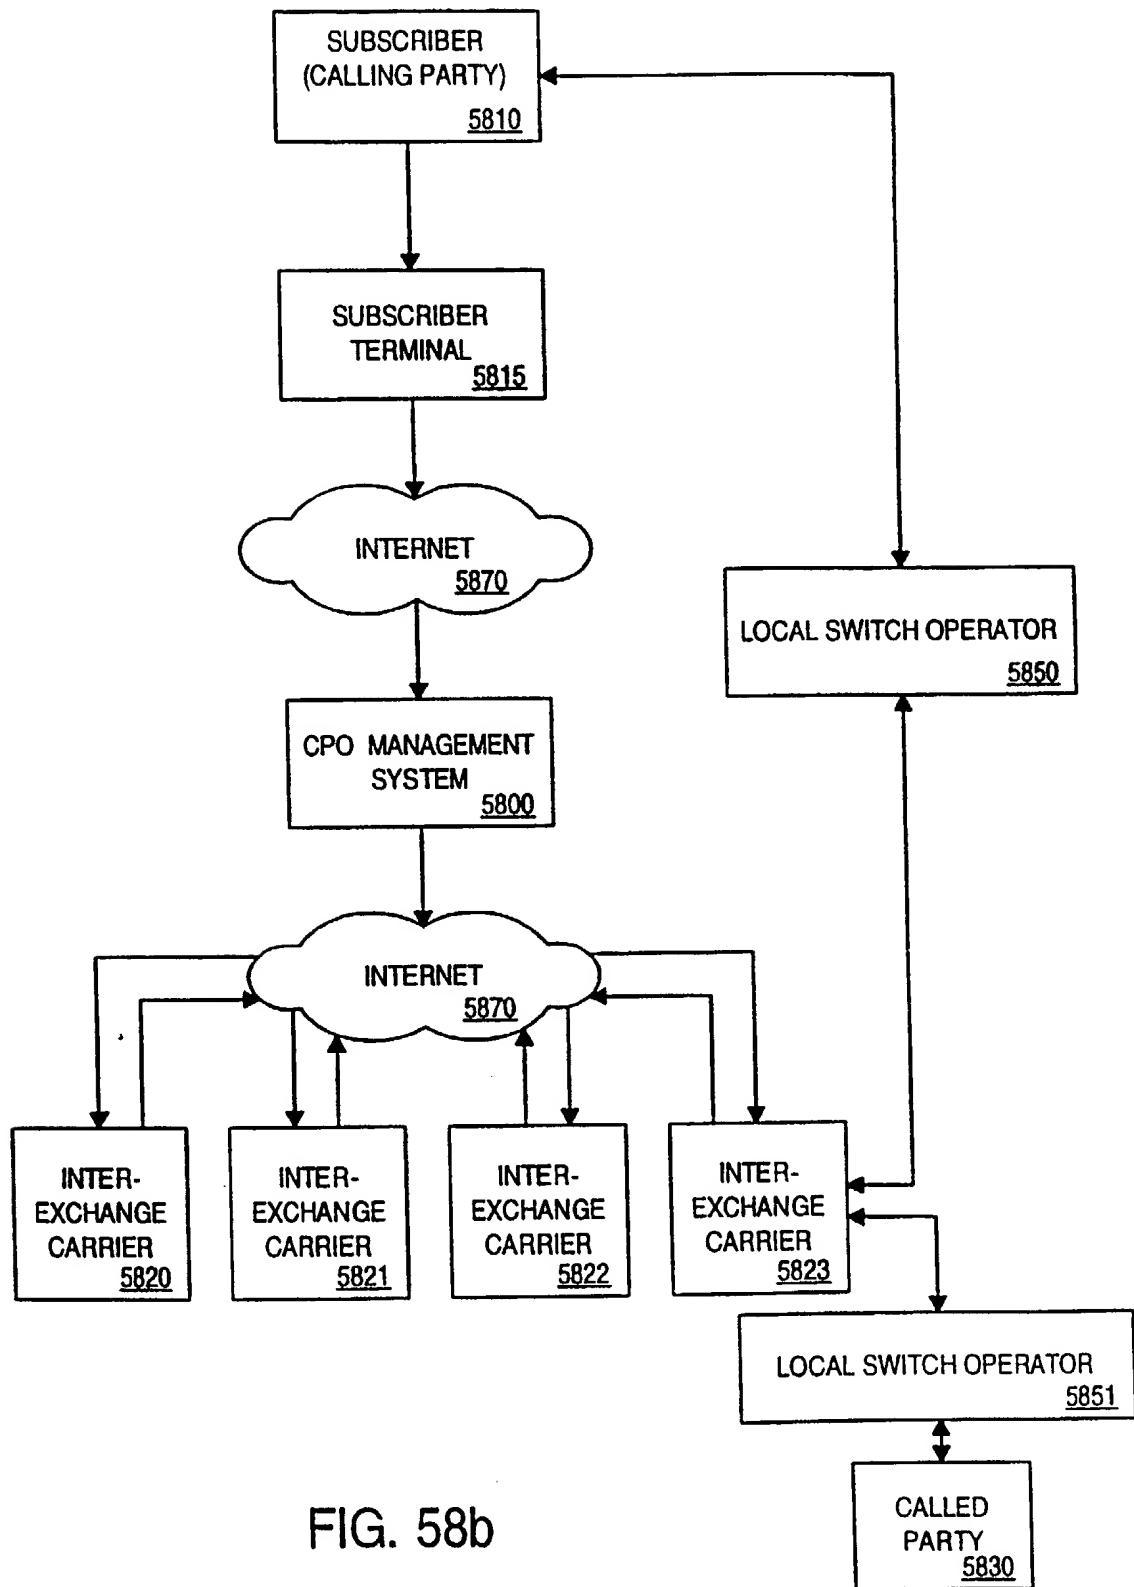 SUBSCRIBER
(CALLING PARTY)
5810
SUBSCRIBER
TERMINAL
5815
INTERNET
5870
LOCAL SWITCH OPERATOR
5850
CPO MANAGEMENT
SYSTEM
5800
INTERNET
5870
INTER-
EXCHANGE
CARRIER
5820
INTER-
EXCHANGE
CARRIER
5821
INTER-
EXCHANGE
CARRIER
5822
INTER-
EXCHANGE
CARRIER
5823
LOCAL SWITCH OPERATOR
5851
CALLED
PARTY
5830
FIG. 58b